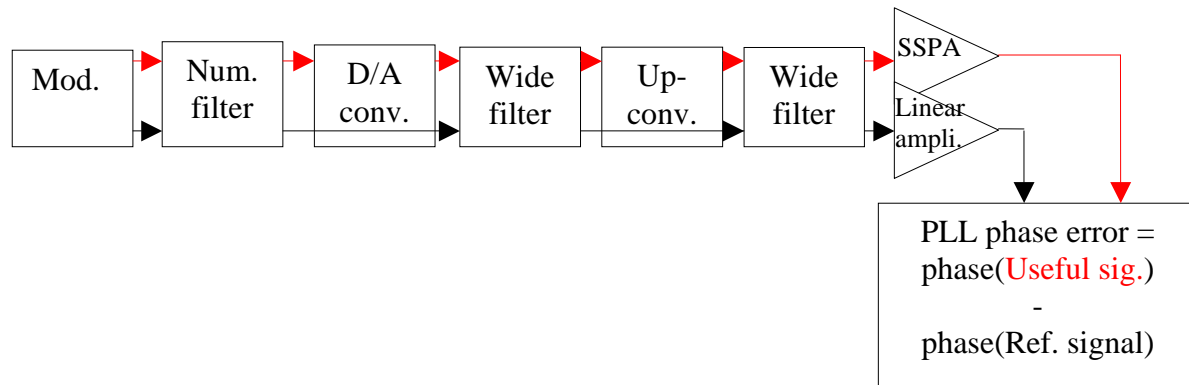 Mod.
Num.
filter
D/A
conv.
Wide
filter
Up-
conv.
Wide
filter
SSPA
Linear
ampli.
PLL phase error =
phase(Useful sig.)
-
phase(Ref. signal)